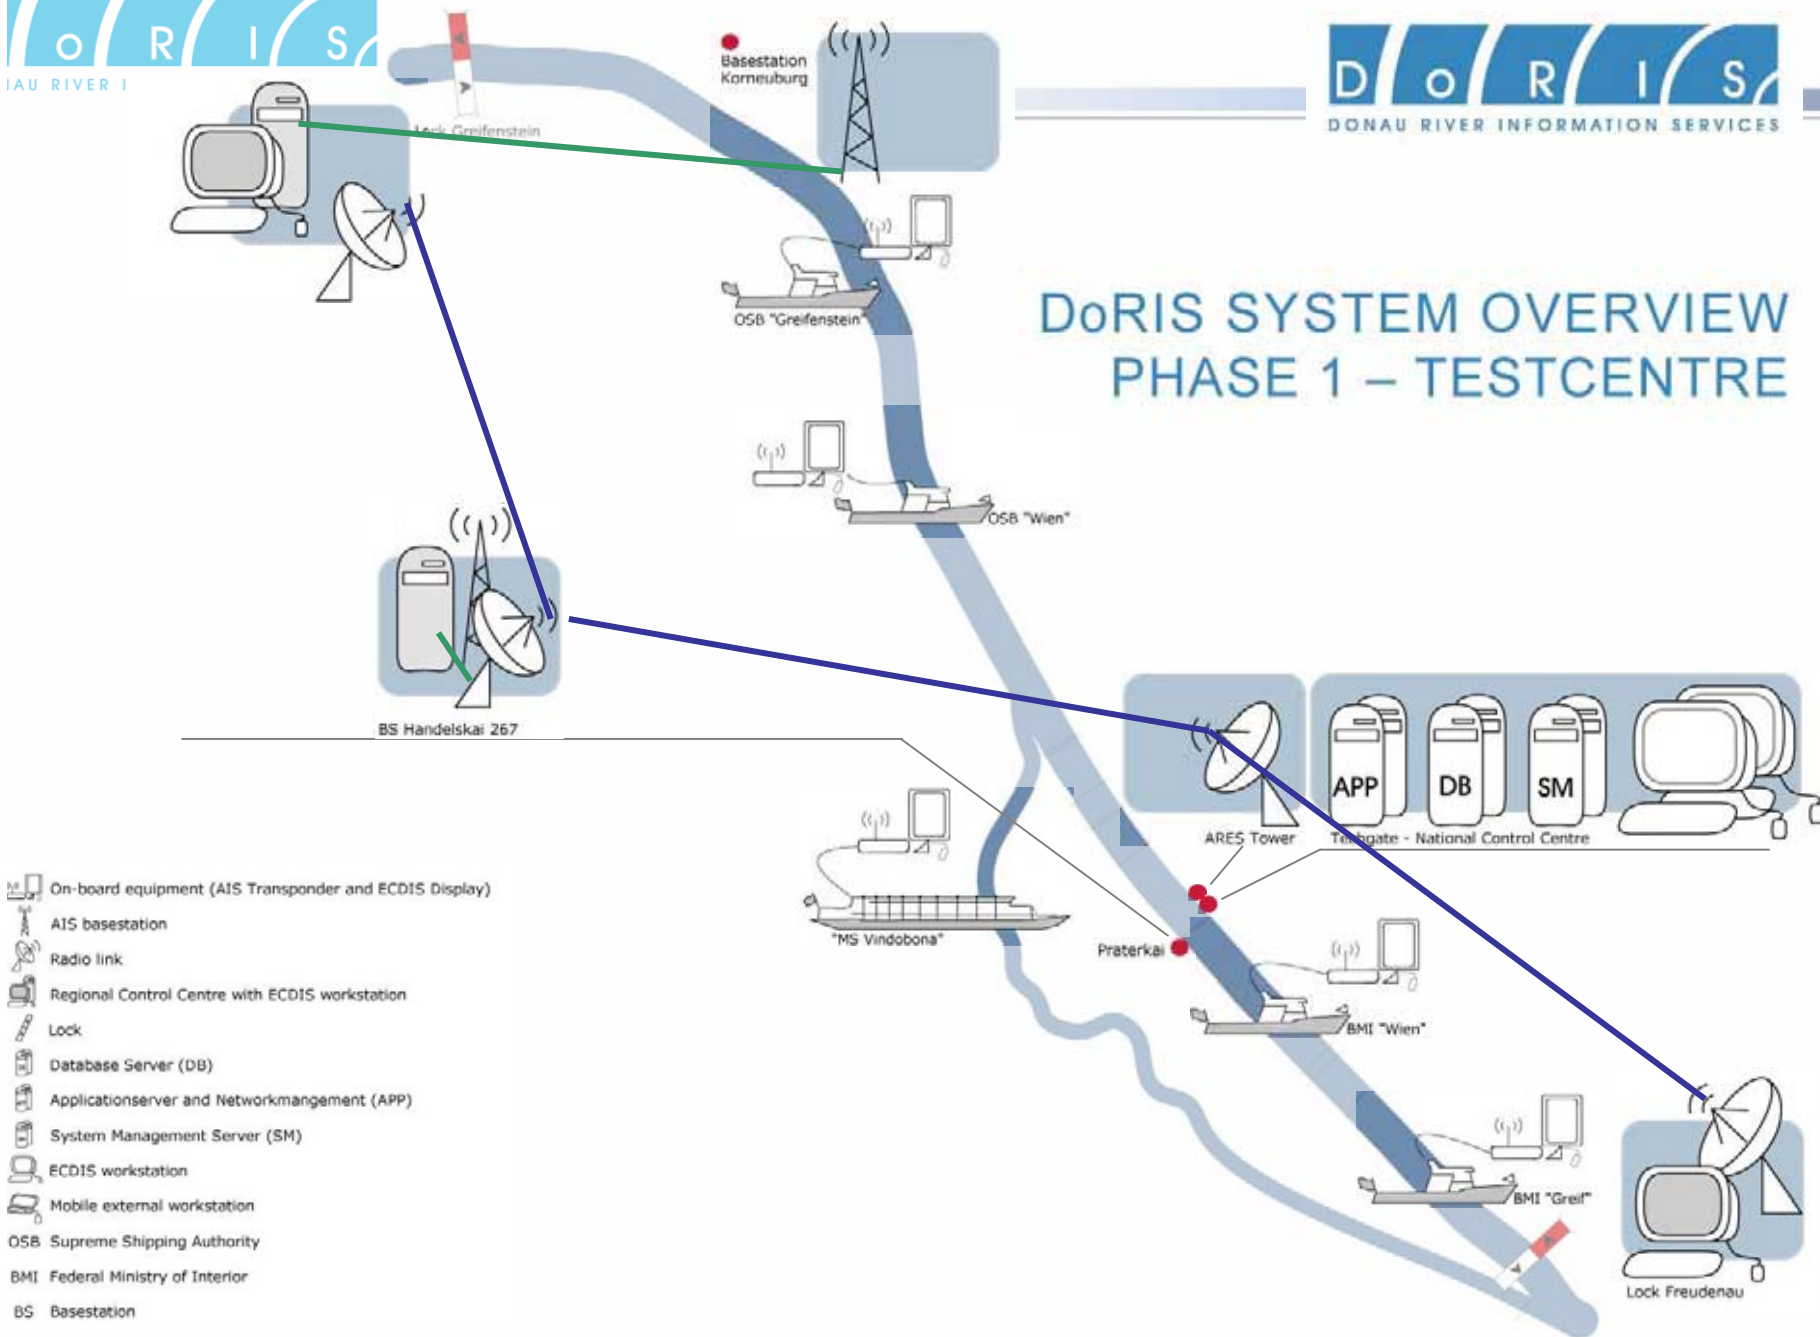 o R I S
IAU RIVER I
Lock Greifenstein
Basestation
Korneuburg
D o R I S
DONAU RIVER INFORMATION SERVICES
OSB "Greifenstein"
DoRIS SYSTEM OVERVIEW
PHASE 1 – TESTCENTRE
OSB "Wien"
BS Handelskai 267
APP
DB
SM
ARES Tower
Techgate - National Control Centre
"MS Vindobona"
Praterkai
BMI "Wien"
BMI "Greif"
Lock Freudenau
On-board equipment (AIS Transponder and ECDIS Display)
AIS basestation
Radio link
Regional Control Centre with ECDIS workstation
Lock
Database Server (DB)
Applicationserver and Networkmangement (APP)
System Management Server (SM)
ECDIS workstation
Mobile external workstation
OSB Supreme Shipping Authority
BMI Federal Ministry of Interior
BS Basestation